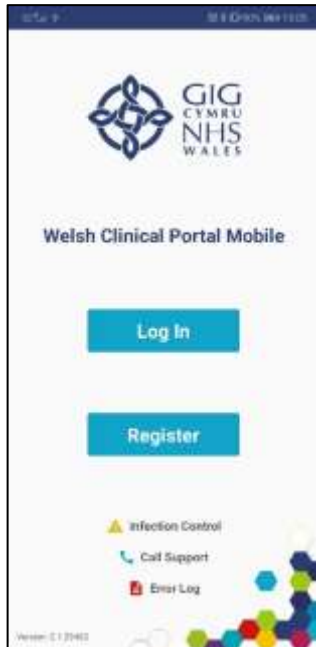 GIG
CYMRU
NHS
WALES
Welsh Clinical Portal Mobile
Log In
Register
Infection Control
Call Support
Error Log